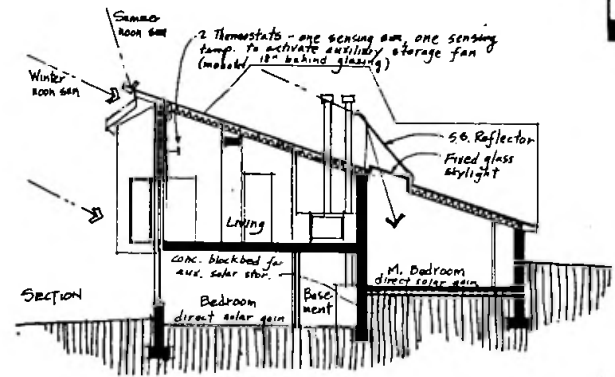 Summer
noon sun
2 Thermostats - one sensing sun, one sensing
temp. to activate auxiliary storage fan
(mounted 18" behind glazing)
Winter
noon sun
S.S. Reflector
Fixed glass
skylight
Living
Conc. blockbed for
aux. solar stor.
M. Bedroom
direct solar gain
SECTION
Bedroom
direct solar gain
Base-
ment